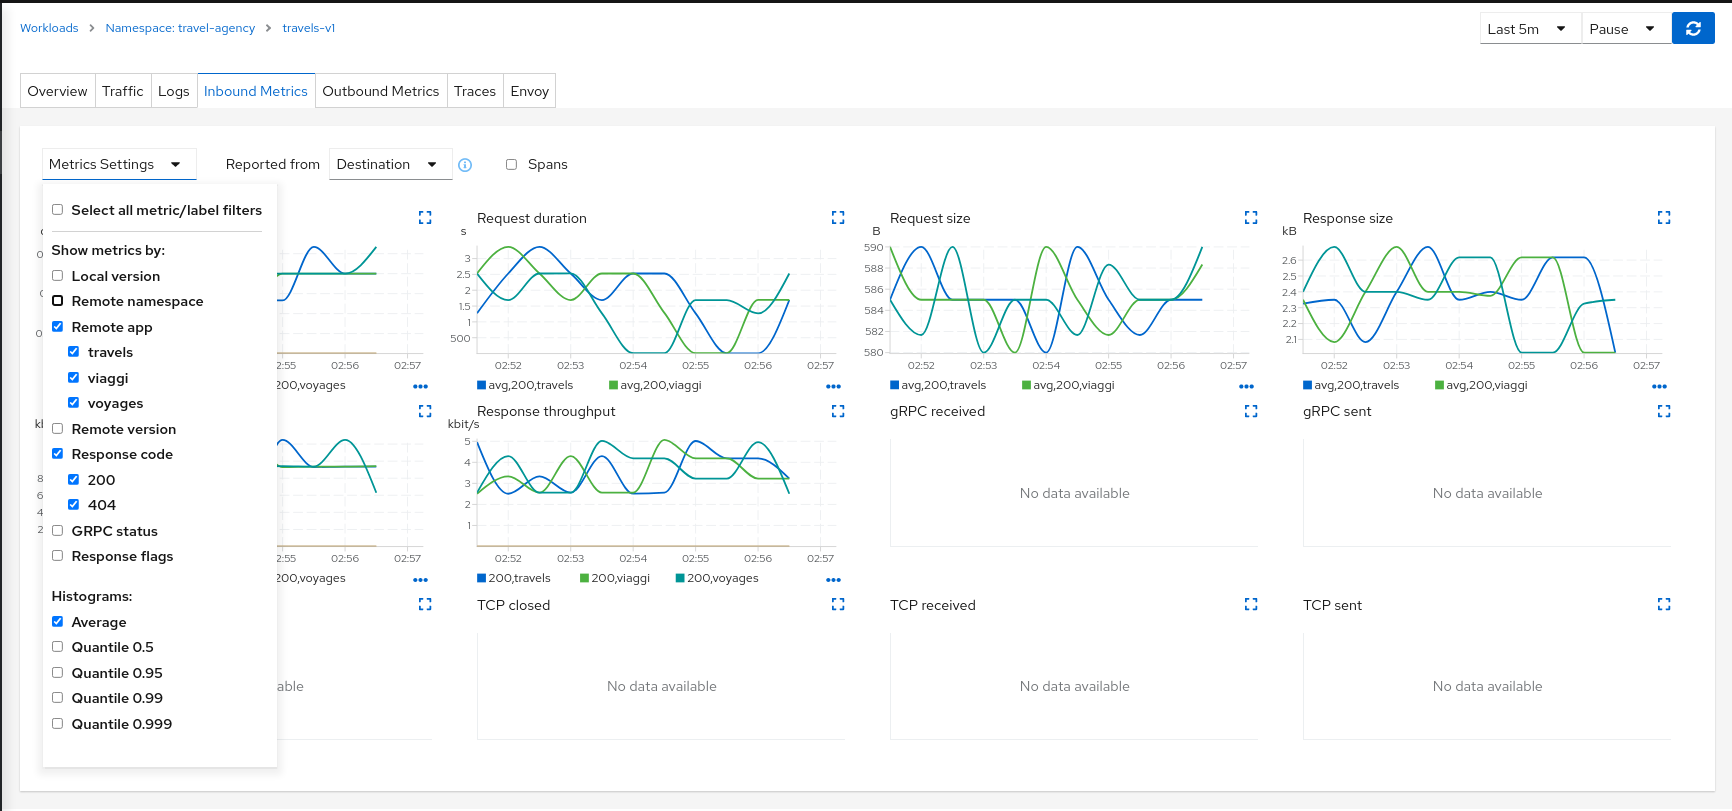 Workloads > Namespace: travel-agency > travels-v1
Last 5m
Pause
Overview
Traffic
Logs
Inbound Metrics
Outbound Metrics
Traces
Envoy
Metrics Settings
Reported from
Destination
Spans
Select all metric/label filters
Show metrics by:
Local version
Remote namespace
Remote app
travels
viaggi
voyages
Remote version
Response code
200
404
GRPC status
Response flags
Histograms:
Average
Quantile 0.5
Quantile 0.95
Quantile 0.99
Quantile 0.999
02:56
02:57
200,voyages
Request duration
s
3
2.5
2
1.5
1
500
02:52
02:53
02:54
02:55
02:56
02:57
avg,200,travels
avg,200,viaggi
Request size
B
590
588
586
584
582
580
02:52
02:53
02:54
02:55
02:56
02:57
avg,200,travels
avg,200,viaggi
Response size
kB
2.6
2.5
2.4
2.3
2.2
2.1
02:52
02:53
02:54
02:55
02:56
02:57
avg,200,travels
avg,200,viaggi
8
6
4
2
02:56
02:57
200,voyages
Response throughput
kbit/s
5
4
3
2
1
02:52
02:53
02:54
02:55
02:56
02:57
200,travels
200,viaggi
200,voyages
gRPC received
No data available
gRPC sent
No data available
TCP closed
No data available
TCP received
No data available
TCP sent
No data available